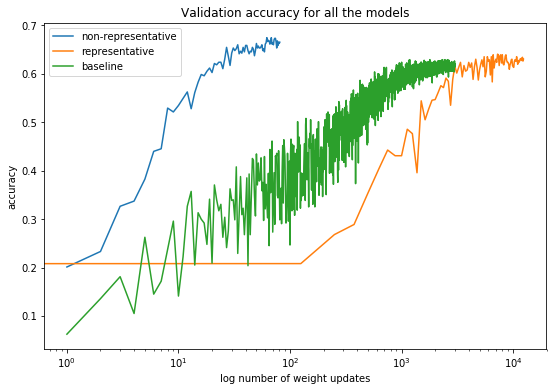 Validation accuracy for all the models
non-representative
representative
baseline
accuracy
0.7
0.6
0.5
0.4
0.3
0.2
0.1
10⁰ 10¹ 10² 10³ 10⁴
log number of weight updates